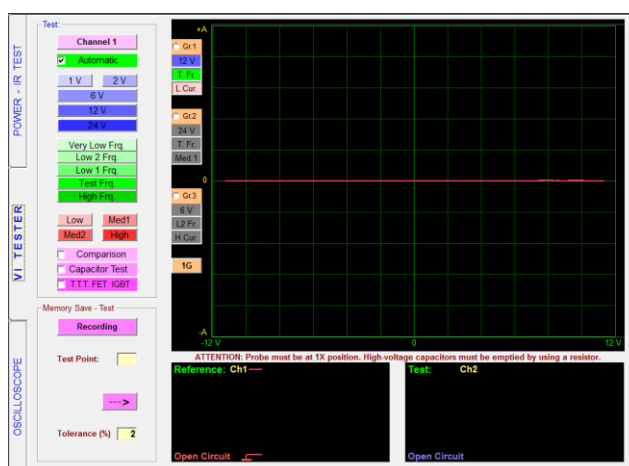 POWER - IR TEST
VI TESTER
OSCILLOSCOPE
Test:
Channel 1
Automatic
1 V
2 V
6 V
12 V
24 V
Very Low Frq.
Low 2 Frq.
Low 1 Frq.
Test Frq.
High Frq.
Low
Med1
Med2
High
Comparison
Capacitor Test
T.T.T. FET IGBT
Memory Save - Test
Recording
Test Point:
--->
Tolerance (%) 2
+A
Gr.1
12 V
T. Fr.
L.Cur.
Gr.2
24 V
T. Fr.
Med.1
0
Gr.3
6 V
L2 Fr.
H.Cur
1G
-A
-12 V
0
12 V
ATTENTION: Probe must be at 1X position. High-voltage capacitors must be emptied by using a resistor.
Reference: Ch1
Open Circuit
Test: Ch2
Open Circuit